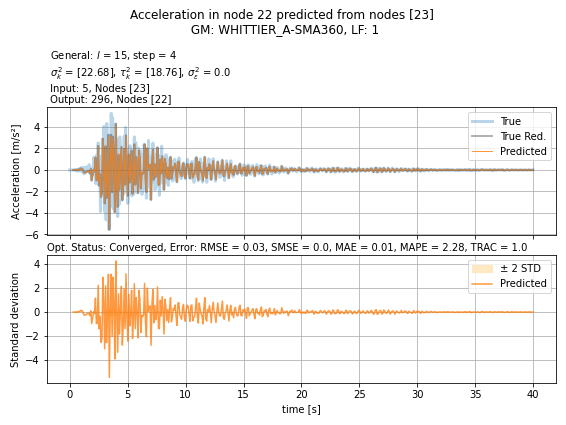 Acceleration in node 22 predicted from nodes [23]
GM: WHITTIER_A-SMA360, LF: 1
General: l = 15, step = 4
σ²ₖ = [22.68], τ²ₖ = [18.76], σ²ε = 0.0
Input: 5, Nodes [23]
Output: 296, Nodes [22]
Acceleration [m/s²]
4
2
0
−2
−4
−6
True
True Red.
Predicted
Opt. Status: Converged, Error: RMSE = 0.03, SMSE = 0.0, MAE = 0.01, MAPE = 2.28, TRAC = 1.0
Standard deviation
4
2
0
−2
−4
± 2 STD
Predicted
0 5 10 15 20 25 30 35 40
time [s]